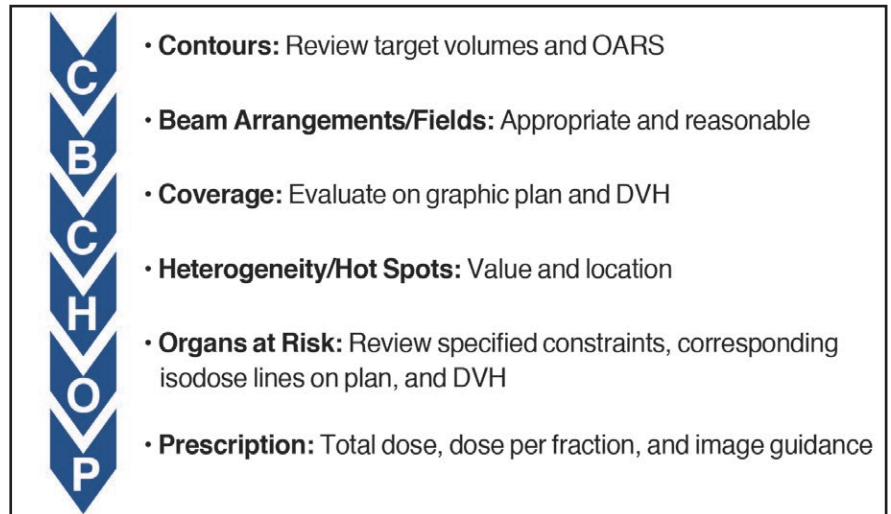 C
• Contours: Review target volumes and OARS
B
• Beam Arrangements/Fields: Appropriate and reasonable
C
• Coverage: Evaluate on graphic plan and DVH
H
• Heterogeneity/Hot Spots: Value and location
O
• Organs at Risk: Review specified constraints, corresponding
isodose lines on plan, and DVH
P
• Prescription: Total dose, dose per fraction, and image guidance